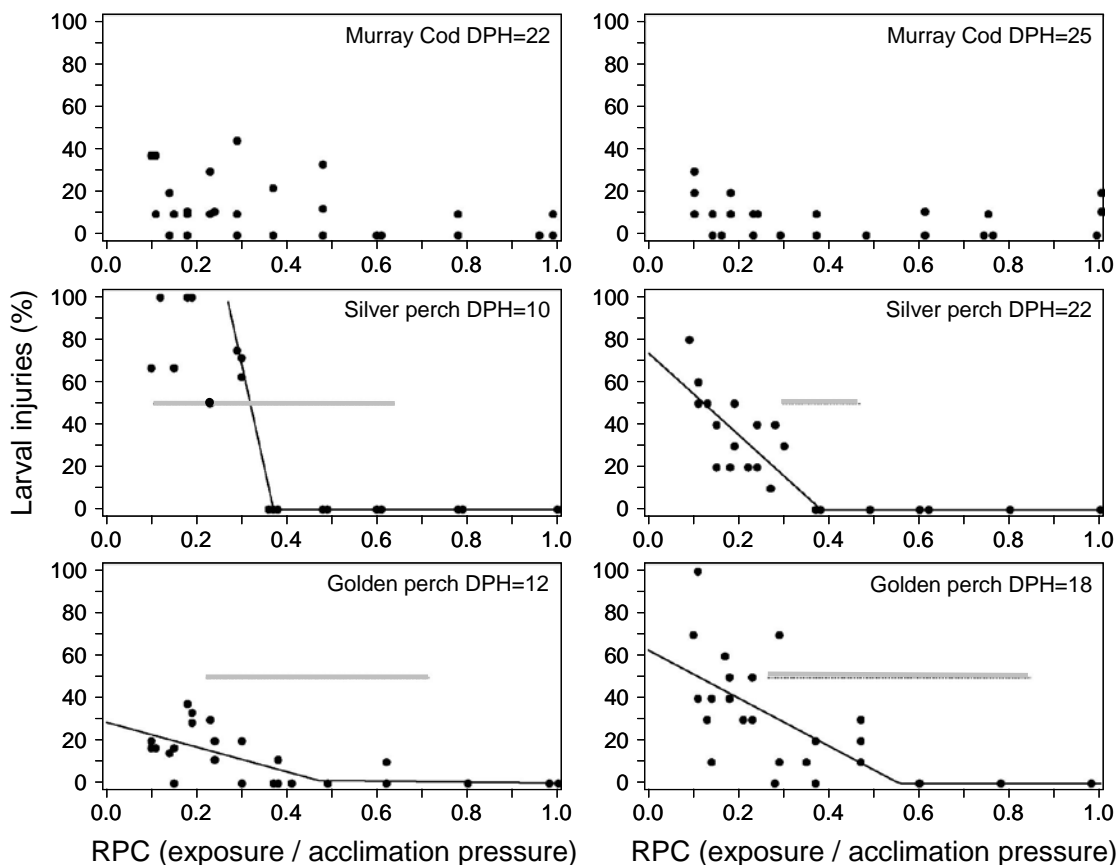 Murray Cod DPH=22
100
80
60
40
20
0
0.0 0.2 0.4 0.6 0.8 1.0
Murray Cod DPH=25
100
80
60
40
20
0
0.0 0.2 0.4 0.6 0.8 1.0
Larval injuries (%)
Silver perch DPH=10
100
80
60
40
20
0
0.0 0.2 0.4 0.6 0.8 1.0
Silver perch DPH=22
100
80
60
40
20
0
0.0 0.2 0.4 0.6 0.8 1.0
Golden perch DPH=12
100
80
60
40
20
0
0.0 0.2 0.4 0.6 0.8 1.0
RPC (exposure / acclimation pressure)
Golden perch DPH=18
100
80
60
40
20
0
0.0 0.2 0.4 0.6 0.8 1.0
RPC (exposure / acclimation pressure)